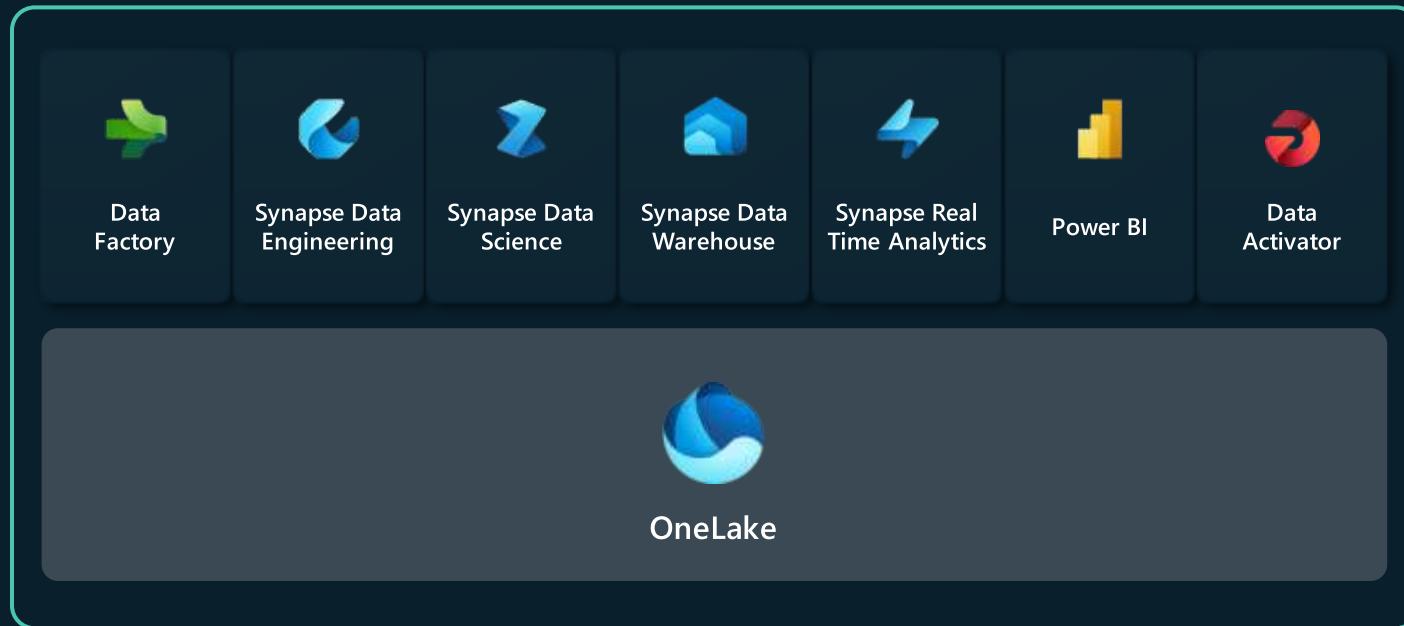 Data
Factory
Synapse Data
Engineering
Synapse Data
Science
Synapse Data
Warehouse
Synapse Real
Time Analytics
Power BI
Data
Activator
OneLake